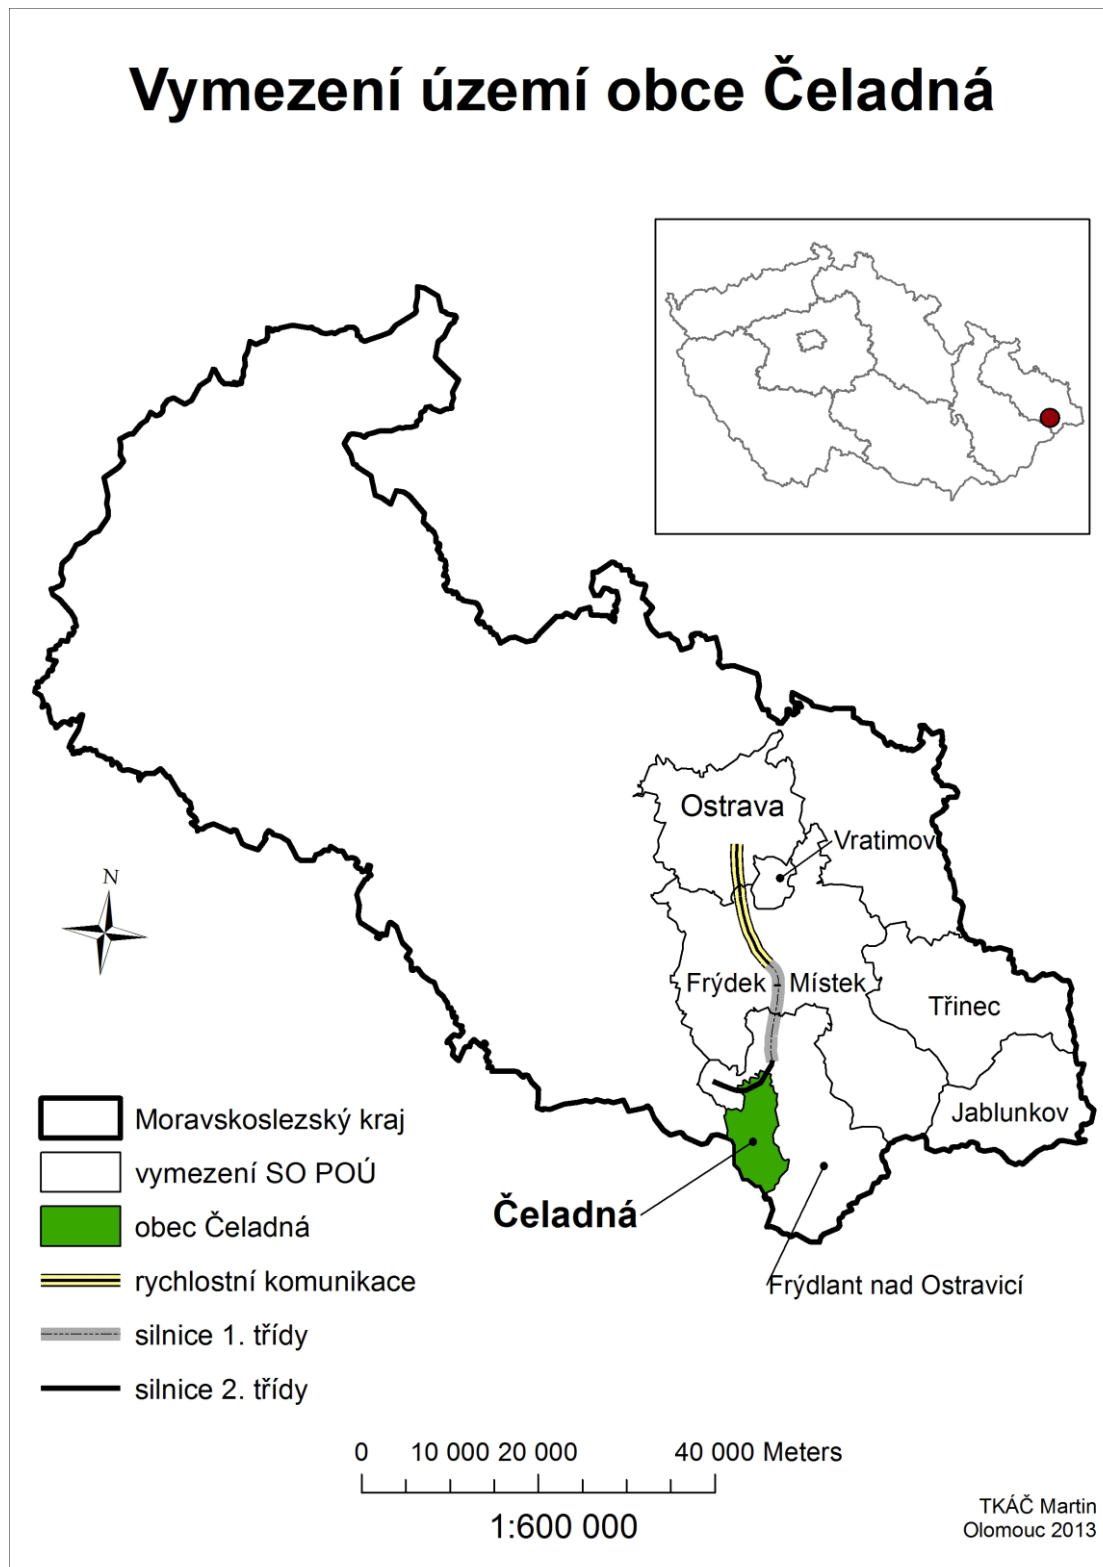 Vymezení území obce Čeladná
Ostrava
Vratimov
N
Frýdek - Místek
Třinec
Jablunkov
Čeladná
Frýdlant nad Ostravicí
Moravskoslezský kraj
vymezení SO POÚ
obec Čeladná
rychlostní komunikace
silnice 1. třídy
silnice 2. třídy
0 10 000 20 000 40 000 Meters
1:600 000
TKÁČ Martin
Olomouc 2013